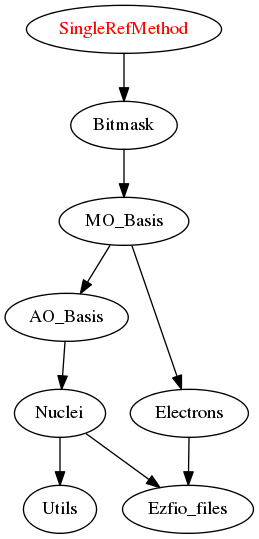 SingleRefMethod
Bitmask
MO_Basis
AO_Basis
Nuclei
Electrons
Utils
Ezfio_files